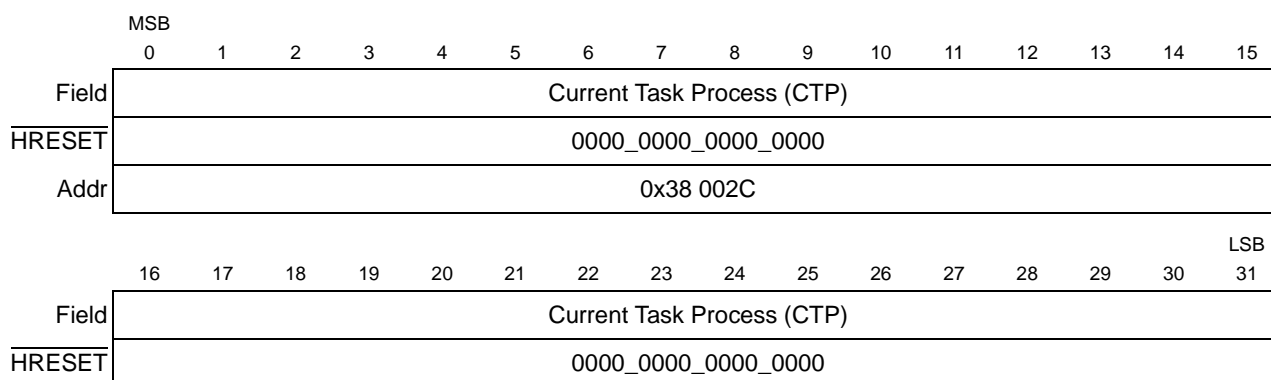 MSB
0 1 2 3 4 5 6 7 8 9 10 11 12 13 14 15
Field Current Task Process (CTP)
HRESET 0000_0000_0000_0000
Addr 0x38 002C
LSB
16 17 18 19 20 21 22 23 24 25 26 27 28 29 30 31
Field Current Task Process (CTP)
HRESET 0000_0000_0000_0000